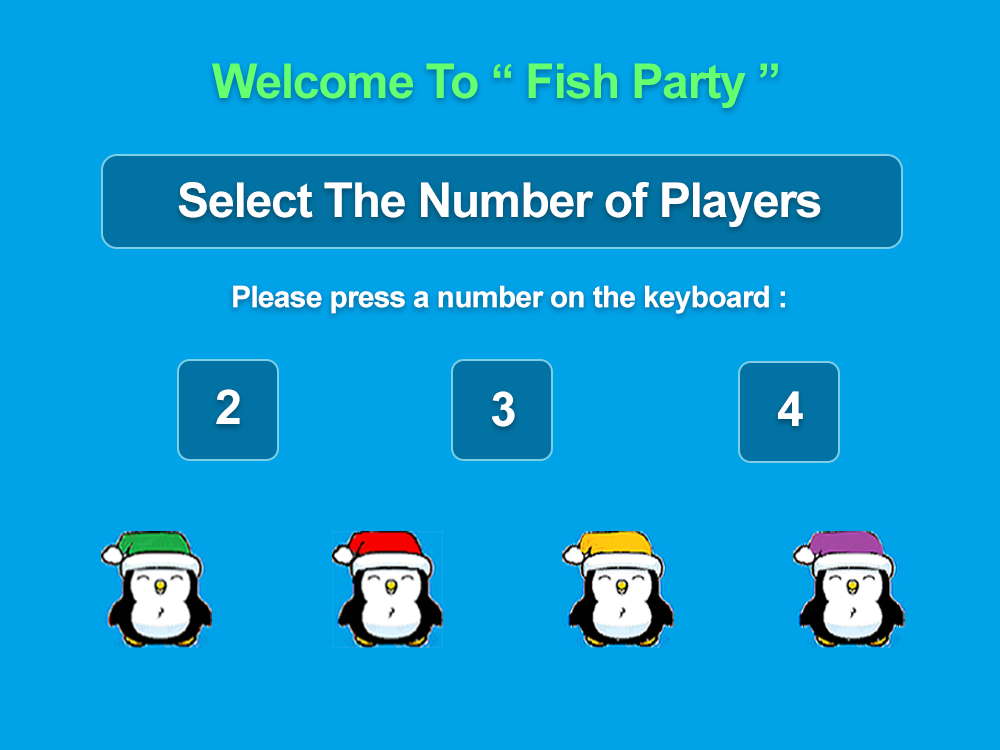 Welcome To “ Fish Party ”
Select The Number of Players
Please press a number on the keyboard :
2 3 4